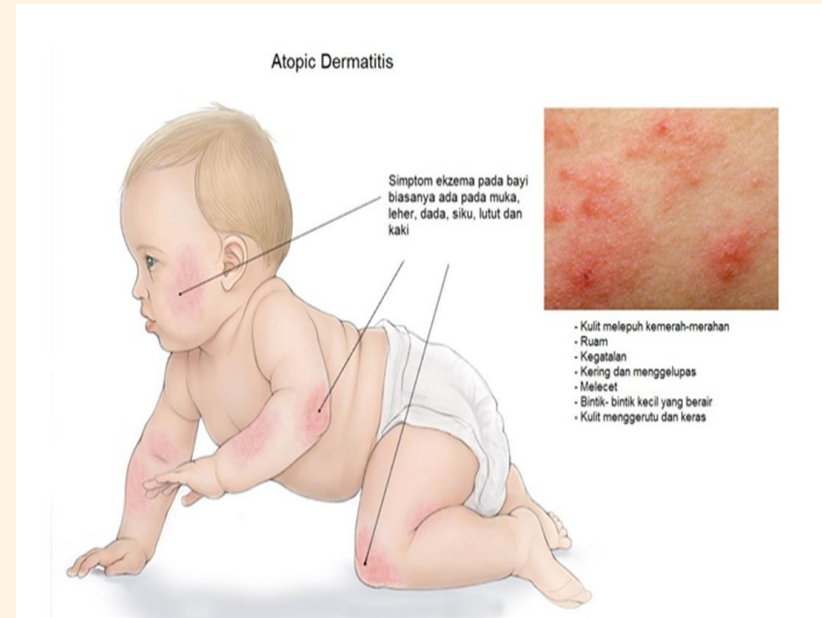 Atopic Dermatitis
Simptom ekzema pada bayi
biasanya ada pada muka,
leher, dada, siku, lutut dan
kaki
- Kulit melepuh kemerah-merahan
- Ruam
- Kegatalan
- Kering dan menggelupas
- Melecet
- Bintik- bintik kecil yang berair
- Kulit menggerutu dan keras